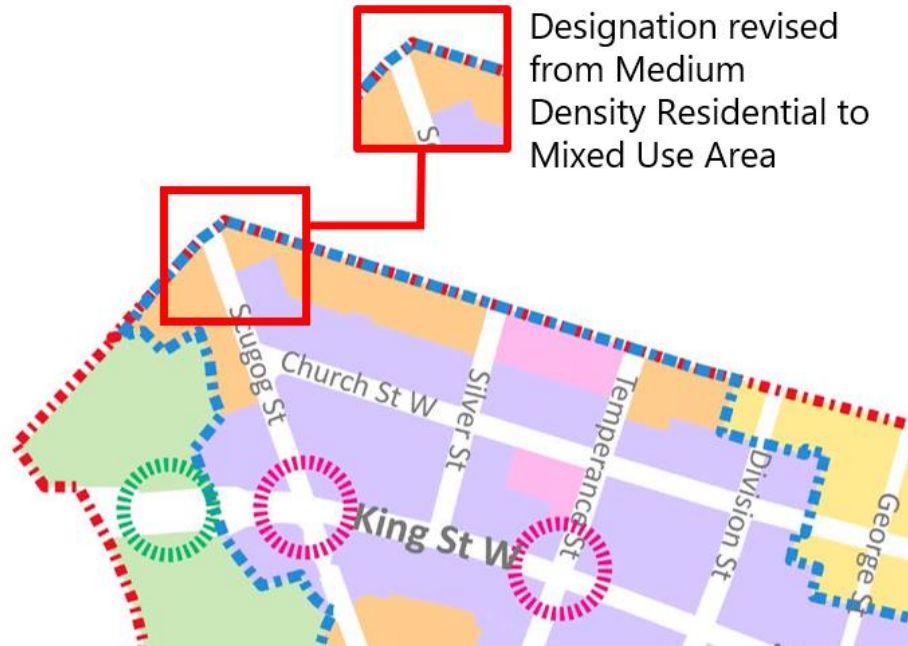 Designation revised
from Medium
Density Residential to
Mixed Use Area
Scugog St
Church St W
Silver St
Temperance St
Division St
George St
King St W